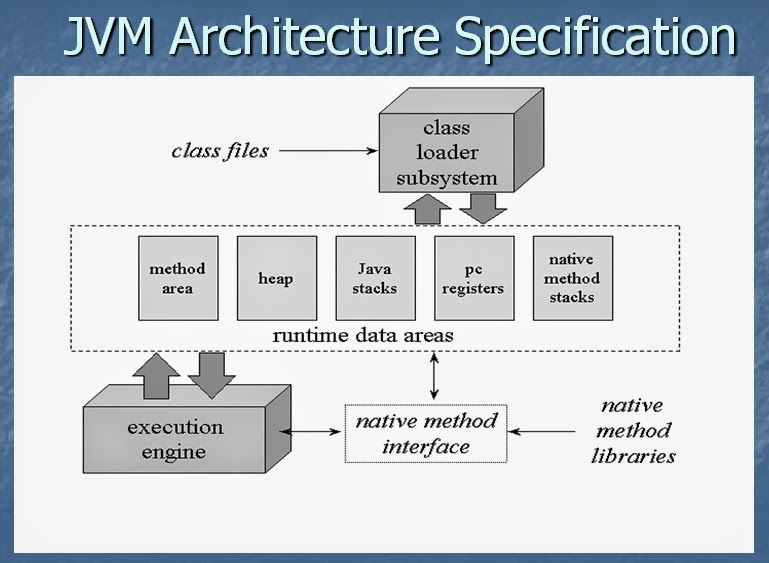 JVM Architecture Specification
class files
class
loader
subsystem
method
area
heap
Java
stacks
pc
registers
native
method
stacks
runtime data areas
execution
engine
native method
interface
native
method
libraries